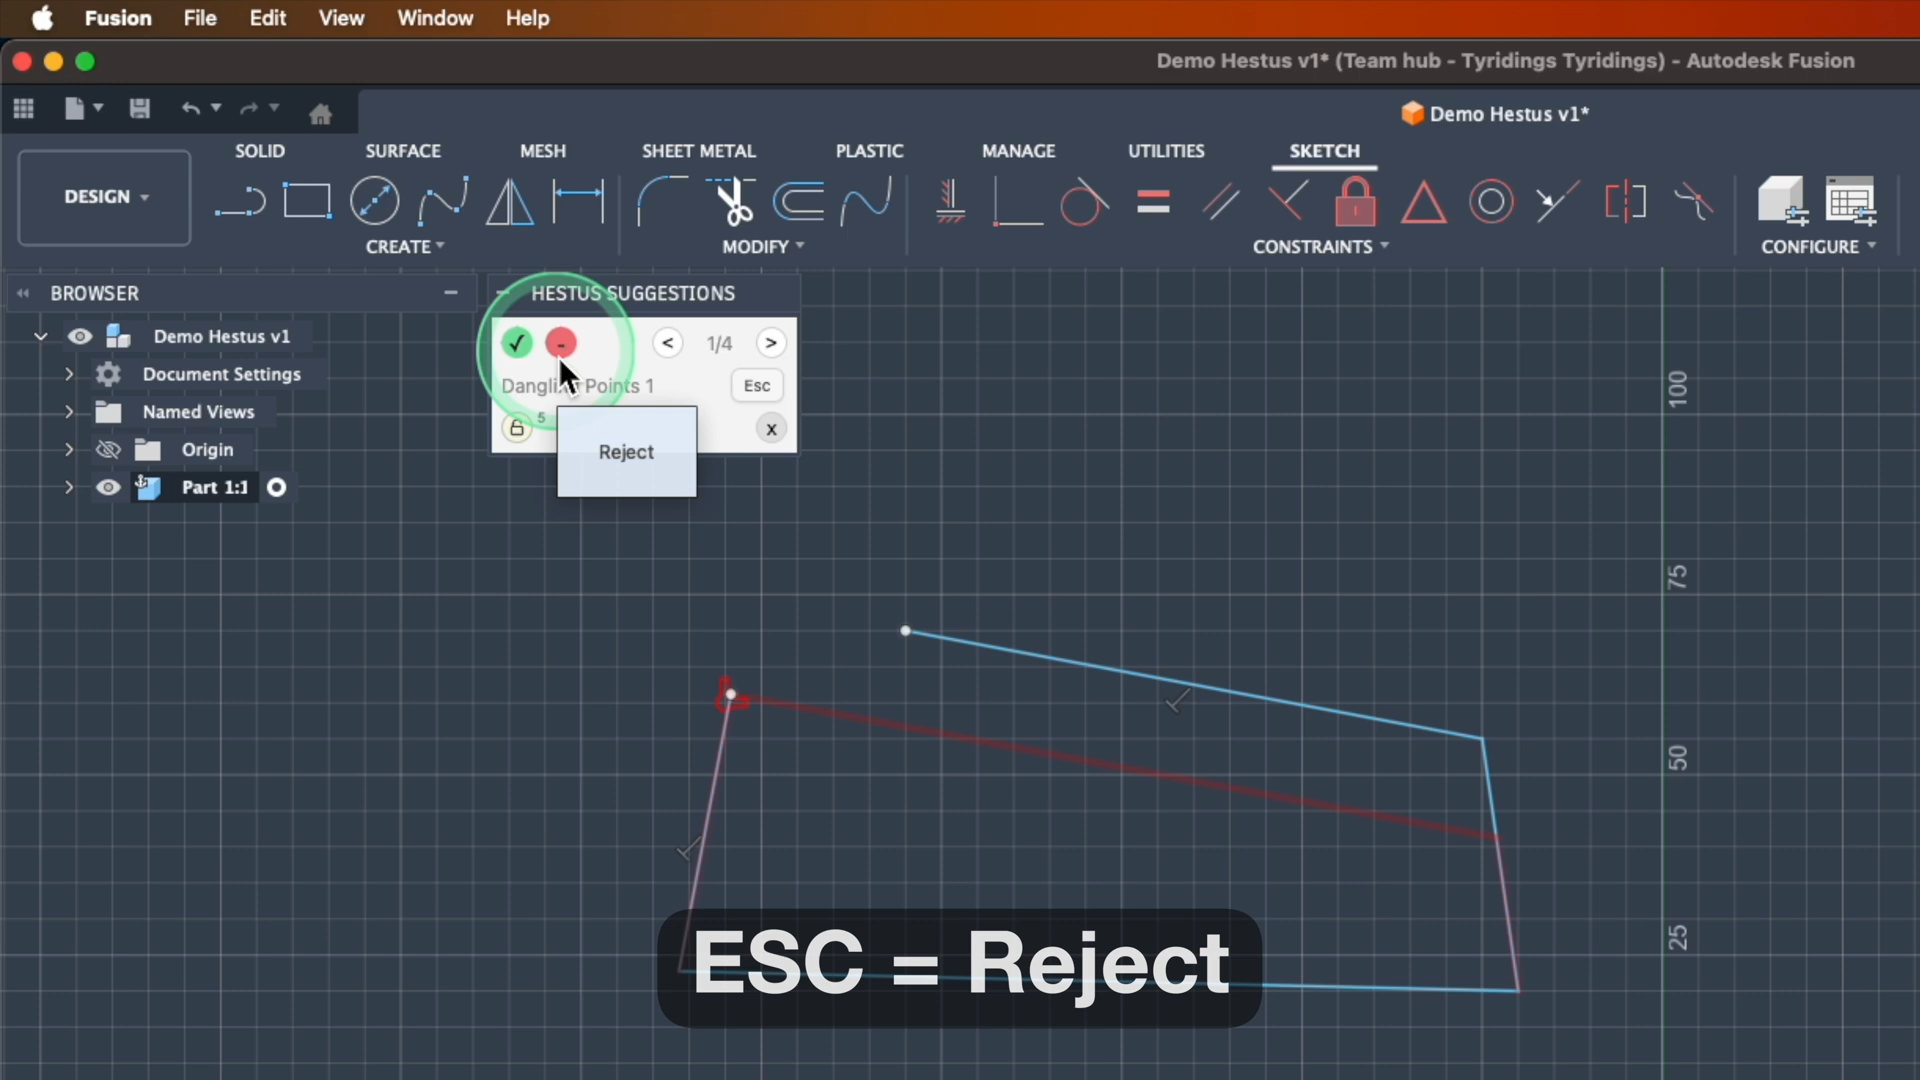 Fusion File Edit View Window Help
Demo Hestus v1* (Team hub - Tyridings Tyridings) - Autodesk Fusion
Demo Hestus v1*
SOLID SURFACE MESH SHEET METAL PLASTIC MANAGE UTILITIES SKETCH
DESIGN
CREATE MODIFY CONSTRAINTS CONFIGURE
BROWSER
HESTUS SUGGESTIONS
Demo Hestus v1
Document Settings
Named Views
Origin
Part 1:1
< 1/4 >
Points 1 Esc
5 x
Reject
100
75
50
25
ESC = Reject